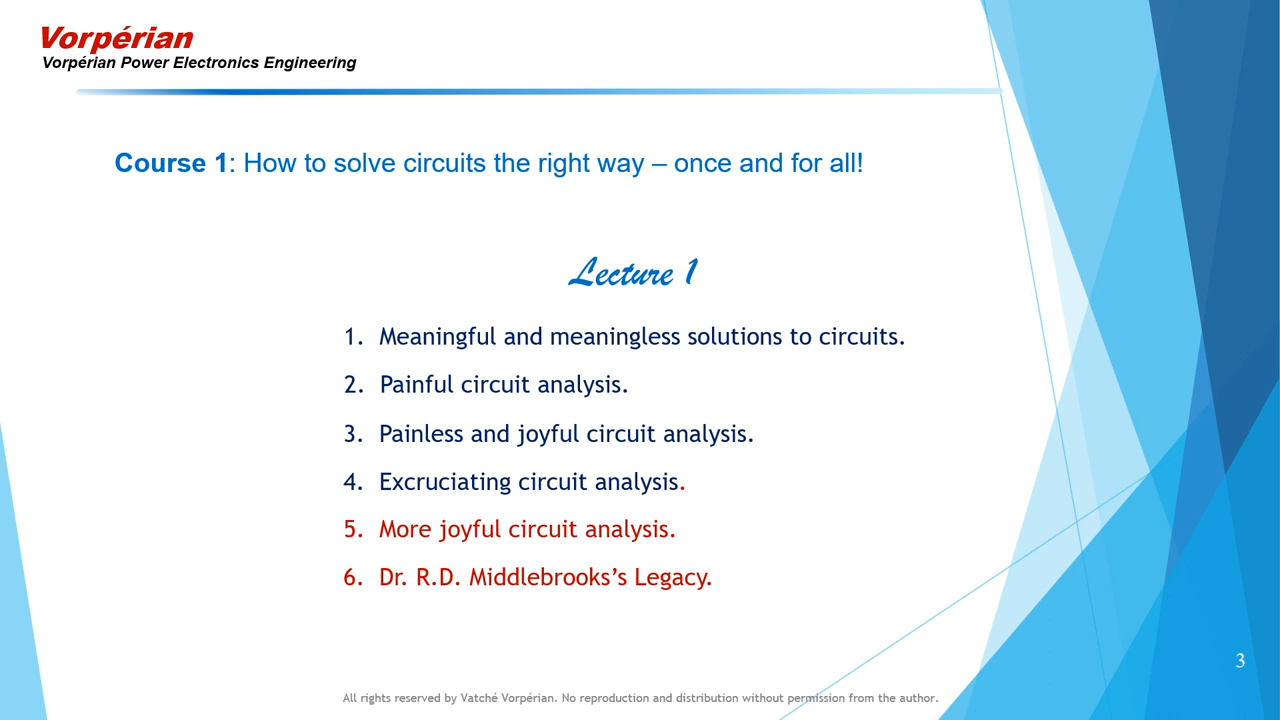 Vorpérian
Vorpérian Power Electronics Engineering
Course 1: How to solve circuits the right way – once and for all!
Lecture 1
1. Meaningful and meaningless solutions to circuits.
2. Painful circuit analysis.
3. Painless and joyful circuit analysis.
4. Excruciating circuit analysis.
5. More joyful circuit analysis.
6. Dr. R.D. Middlebrooks’s Legacy.
3
All rights reserved by Vatché Vorpérian. No reproduction and distribution without permission from the author.